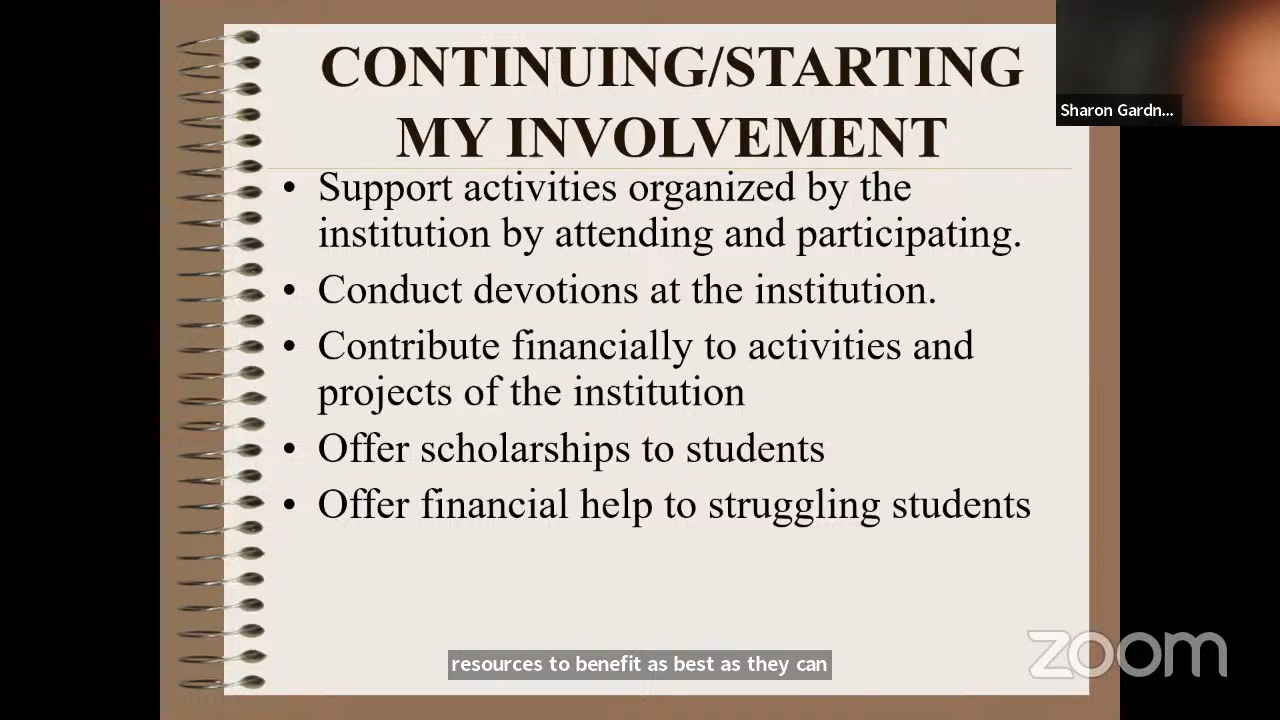 CONTINUING/STARTING
MY INVOLVEMENT
Sharon Gardn...
• Support activities organized by the
institution by attending and participating.
• Conduct devotions at the institution.
• Contribute financially to activities and
projects of the institution
• Offer scholarships to students
• Offer financial help to struggling students
resources to benefit as best as they can
zoom